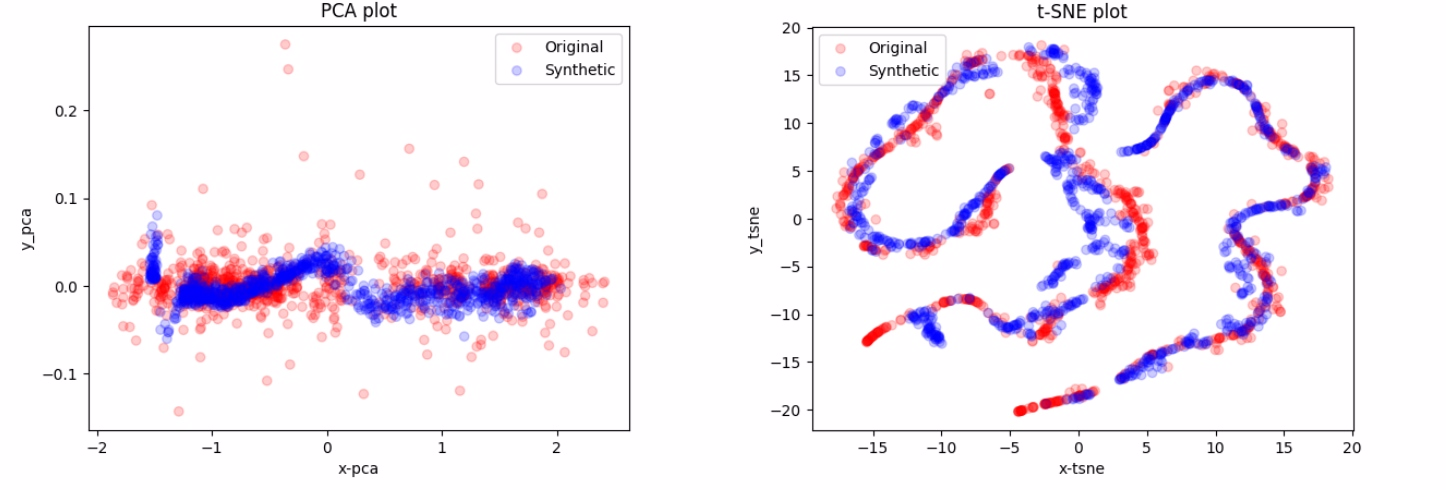 PCA plot
Original
Synthetic
0.2
0.1
0.0
−0.1
y_pca
−2
−1
0
1
2
x-pca
t-SNE plot
Original
Synthetic
20
15
10
5
0
−5
−10
−15
−20
y_tsne
−15
−10
−5
0
5
10
15
20
x-tsne